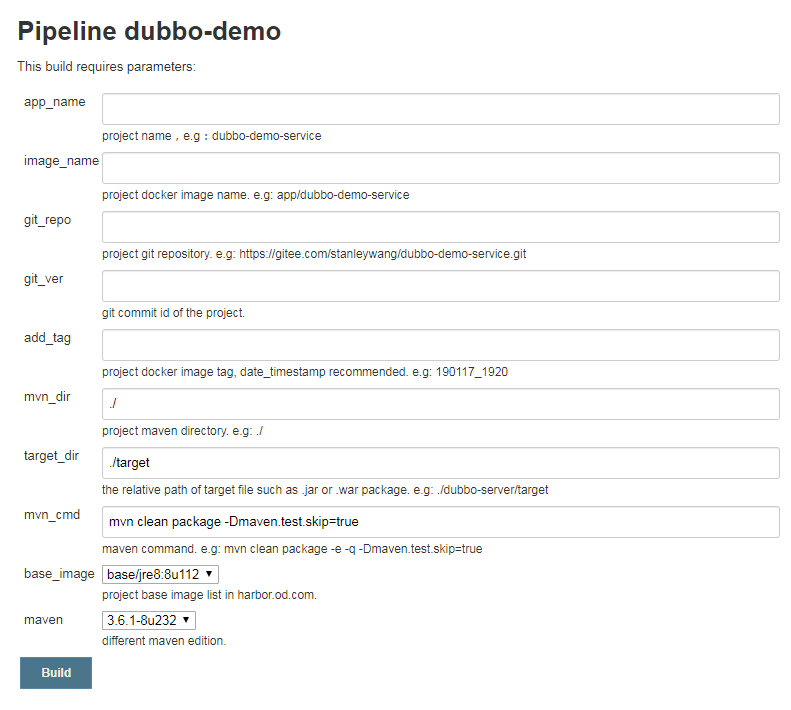 Pipeline dubbo-demo
This build requires parameters:
app_name
project name，e.g：dubbo-demo-service
image_name
project docker image name. e.g: app/dubbo-demo-service
git_repo
project git repository. e.g: https://gitee.com/stanleywang/dubbo-demo-service.git
git_ver
git commit id of the project.
add_tag
project docker image tag, date_timestamp recommended. e.g: 190117_1920
mvn_dir
./
project maven directory. e.g: ./
target_dir
./target
the relative path of target file such as .jar or .war package. e.g: ./dubbo-server/target
mvn_cmd
mvn clean package -Dmaven.test.skip=true
maven command. e.g: mvn clean package -e -q -Dmaven.test.skip=true
base_image
base/jre8:8u112
project base image list in harbor.od.com.
maven
3.6.1-8u232
different maven edition.
Build